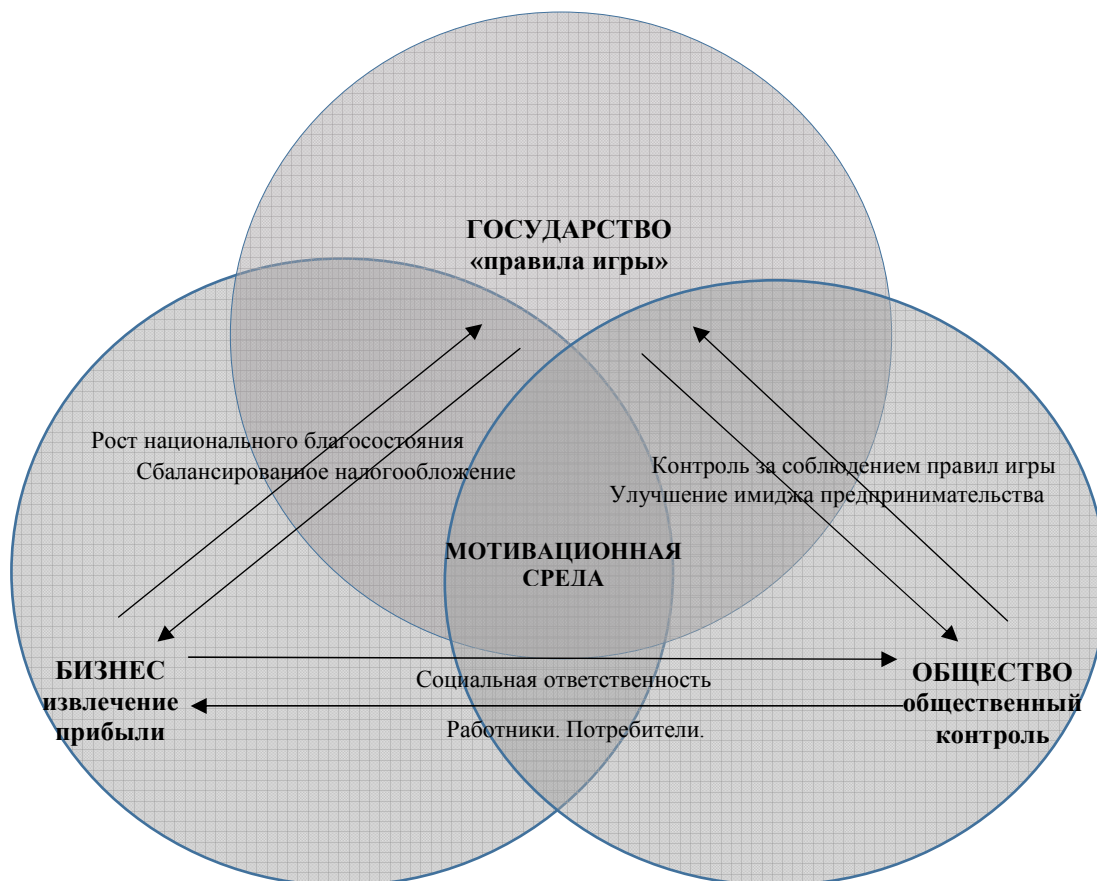 ГОСУДАРСТВО
«правила игры»
Рост национального благосостояния
Сбалансированное налогообложение
Контроль за соблюдением правил игры
Улучшение имиджа предпринимательства
МОТИВАЦИОННАЯ
СРЕДА
БИЗНЕС
извлечение
прибыли
Социальная ответственность
Работники. Потребители.
ОБЩЕСТВО
общественный
контроль